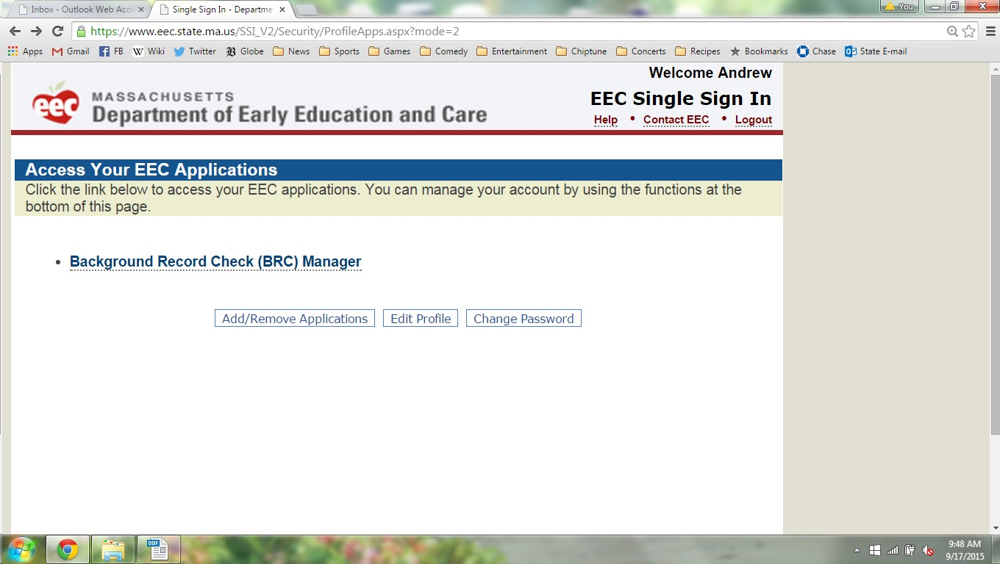 Inbox - Outlook Web Acc
Single Sign In - Departme
You
https://www.eec.state.ma.us/SSI_V2/Security/ProfileApps.aspx?mode=2
Apps Gmail FB Wiki Twitter Globe News Sports Games Comedy Entertainment Chiptune Concerts Recipes Bookmarks Chase State E-mail
Welcome Andrew
eec MASSACHUSETTS
Department of Early Education and Care
EEC Single Sign In
Help • Contact EEC • Logout
Access Your EEC Applications
Click the link below to access your EEC applications. You can manage your account by using the functions at the
bottom of this page.
• Background Record Check (BRC) Manager
Add/Remove Applications Edit Profile Change Password
ODF
9:48 AM
9/17/2015